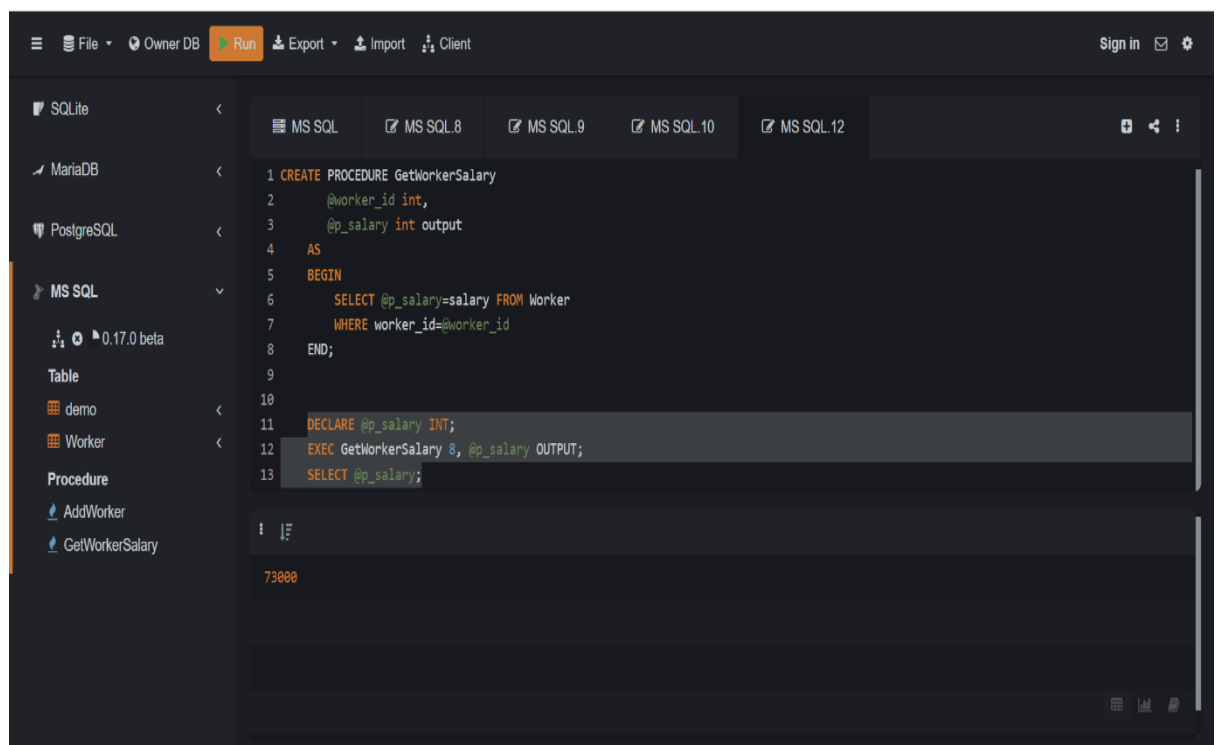 File Owner DB Run Export Import Client Sign in
SQLite
MariaDB
PostgreSQL
MS SQL
0.17.0 beta
Table
demo
Worker
Procedure
AddWorker
GetWorkerSalary
MS SQL MS SQL.8 MS SQL.9 MS SQL.10 MS SQL.12
1 CREATE PROCEDURE GetWorkerSalary
2 @worker_id int,
3 @p_salary int output
4 AS
5 BEGIN
6 SELECT @p_salary=salary FROM Worker
7 WHERE worker_id=@worker_id
8 END;
9
10
11 DECLARE @p_salary INT;
12 EXEC GetWorkerSalary 8, @p_salary OUTPUT;
13 SELECT @p_salary;
73000